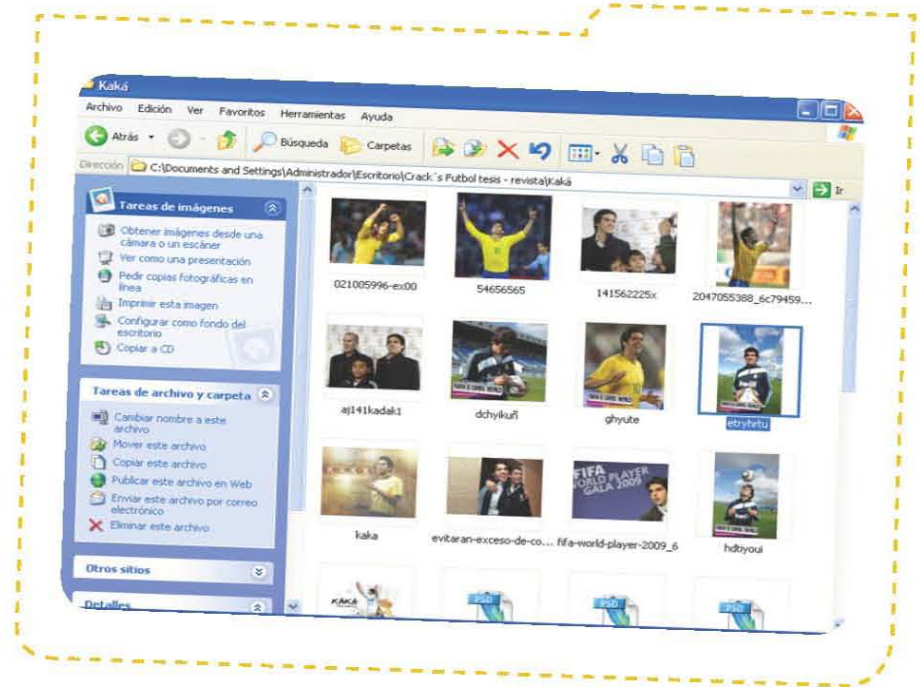 Kaká
Archivo Edición Ver Favoritos Herramientas Ayuda
Atrás Búsqueda Carpetas
Dirección C:\Documents and Settings\Administrador\Escritorio\Crack´s Futbol tesis - revista\Kaká Ir
Tareas de imágenes
Obtener imágenes desde una
cámara o un escáner
Ver como una presentación
Pedir copias fotográficas en
línea
Imprimir esta imagen
Configurar como fondo del
escritorio
Copiar a CD
Tareas de archivo y carpeta
Cambiar nombre a este
archivo
Mover este archivo
Copiar este archivo
Publicar este archivo en Web
Enviar este archivo por correo
electrónico
Eliminar este archivo
Otros sitios
Detalles
021005996-ex00 54656565 141562225x 2047055388_6c79459...
aj141kadak1 dchyikuñ ghyute etryhrtu
FIFA
WORLD PLAYER
GALA 2009
kaka evitaran-exceso-de-co... fifa-world-player-2009_6 hdtiyoui
KAKÁ PSD PSD PSD